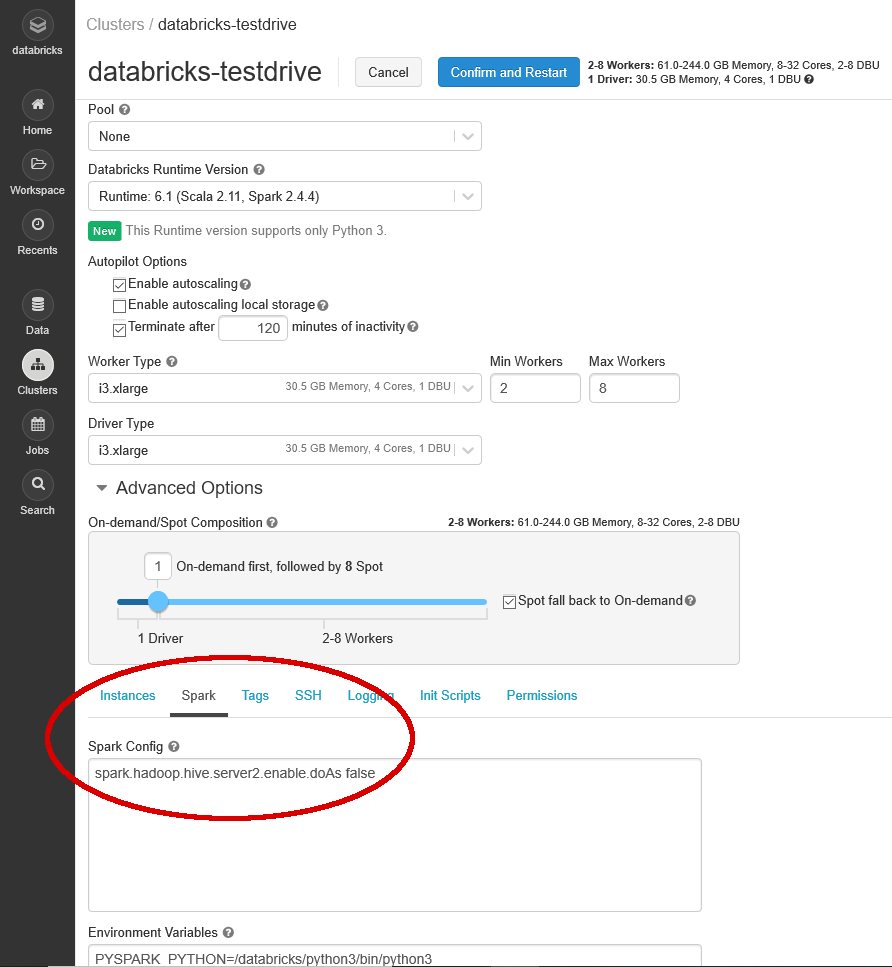 databricks
Home
Workspace
Recents
Data
Clusters
Jobs
Search
Clusters / databricks-testdrive
databricks-testdrive
Cancel
Confirm and Restart
2-8 Workers: 61.0-244.0 GB Memory, 8-32 Cores, 2-8 DBU
1 Driver: 30.5 GB Memory, 4 Cores, 1 DBU ?
Pool ?
None
Databricks Runtime Version ?
Runtime: 6.1 (Scala 2.11, Spark 2.4.4)
New This Runtime version supports only Python 3.
Autopilot Options
Enable autoscaling ?
Enable autoscaling local storage ?
Terminate after 120 minutes of inactivity ?
Worker Type ? Min Workers Max Workers
i3.xlarge 30.5 GB Memory, 4 Cores, 1 DBU 2 8
Driver Type
i3.xlarge 30.5 GB Memory, 4 Cores, 1 DBU
Advanced Options
On-demand/Spot Composition ? 2-8 Workers: 61.0-244.0 GB Memory, 8-32 Cores, 2-8 DBU
1 On-demand first, followed by 8 Spot
Spot fall back to On-demand ?
1 Driver 2-8 Workers
Instances Spark Tags SSH Logging Init Scripts Permissions
Spark Config ?
spark.hadoop.hive.server2.enable.doAs false
Environment Variables ?
PYSPARK_PYTHON=/databricks/python3/bin/python3